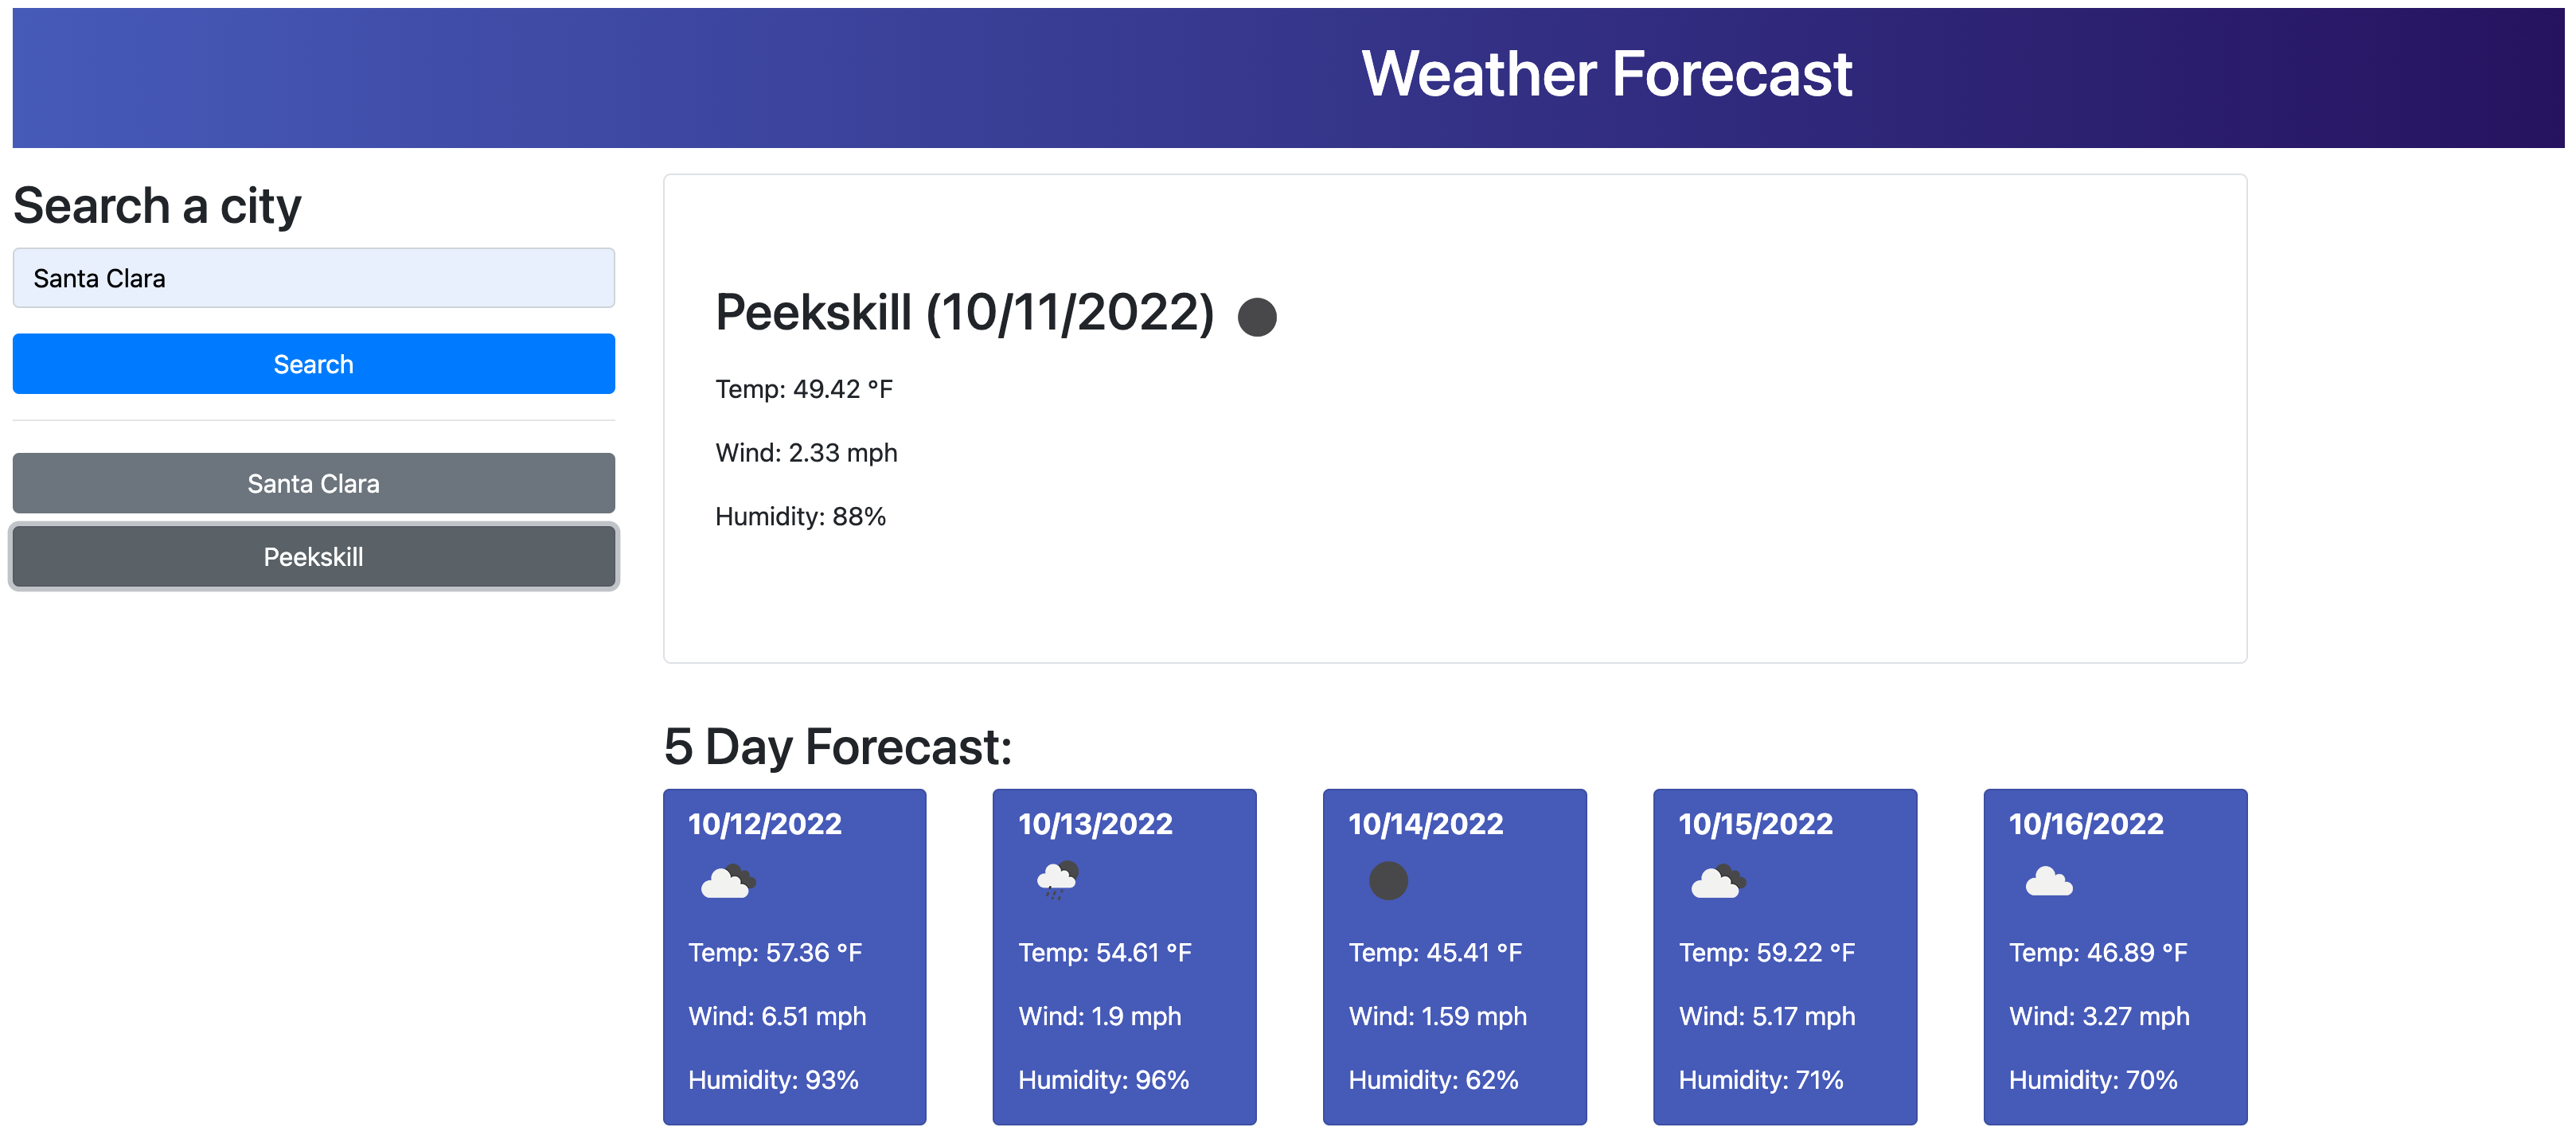 Weather Forecast
Search a city
Santa Clara
Search
Santa Clara
Peekskill
Peekskill (10/11/2022)
Temp: 49.42 °F
Wind: 2.33 mph
Humidity: 88%
5 Day Forecast:
10/12/2022
Temp: 57.36 °F
Wind: 6.51 mph
Humidity: 93%
10/13/2022
Temp: 54.61 °F
Wind: 1.9 mph
Humidity: 96%
10/14/2022
Temp: 45.41 °F
Wind: 1.59 mph
Humidity: 62%
10/15/2022
Temp: 59.22 °F
Wind: 5.17 mph
Humidity: 71%
10/16/2022
Temp: 46.89 °F
Wind: 3.27 mph
Humidity: 70%